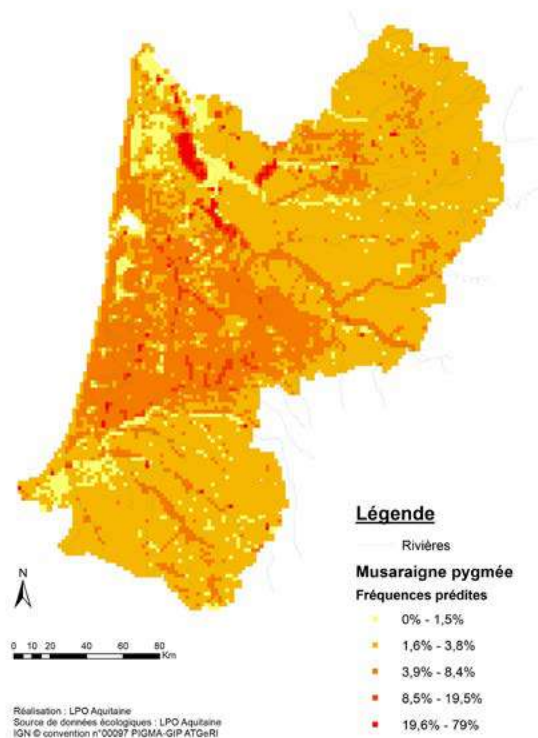 Légende
Rivières
Musaraigne pygmée
Fréquences prédites
0% - 1,5%
1,6% - 3,8%
3,9% - 8,4%
8,5% - 19,5%
19,6% - 79%
N
0 10 20 40 60 80
Km
Réalisation : LPO Aquitaine
Source de données écologiques : LPO Aquitaine
IGN © convention n°00097 PIGMA-GIP ATGeRI